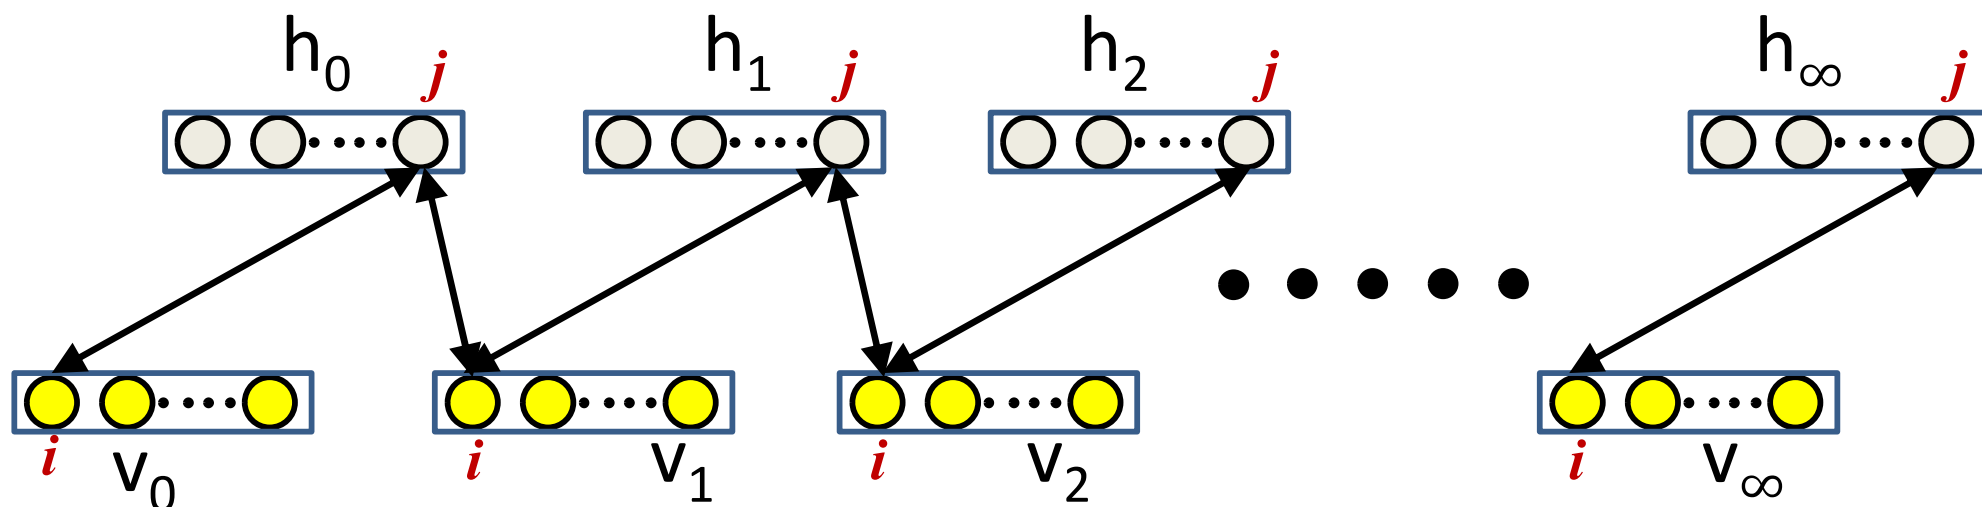 h₀ j h₁ j h₂ j h∞ j
i v₀ i v₁ i v₂ i v∞